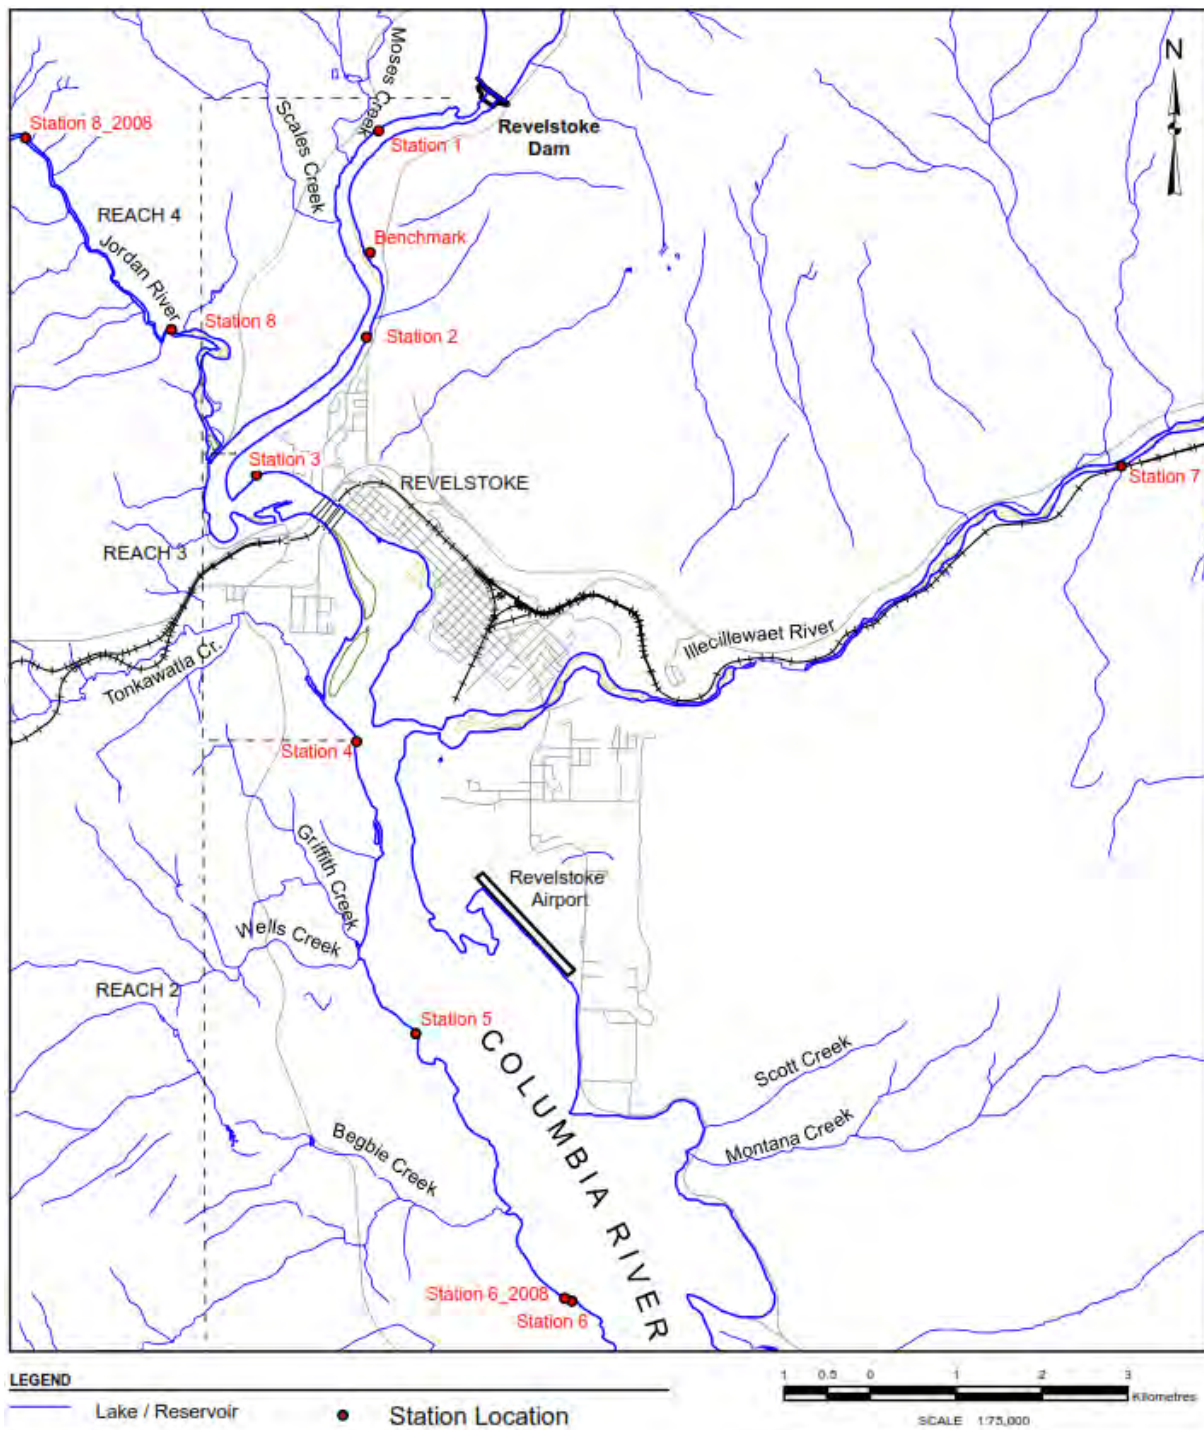 N
Moses Creek
Station 8_2008
Scales Creek
Station 1
Revelstoke
Dam
REACH 4
Jordan River
Benchmark
Station 8
Station 2
Station 3
REVELSTOKE
Station 7
REACH 3
Illecillewaet River
Tonkawatla Cr.
Station 4
Griffith Creek
Revelstoke
Airport
Wells Creek
REACH 2
Station 5
COLUMBIA RIVER
Scott Creek
Montana Creek
Begbie Creek
Station 6_2008
Station 6
LEGEND
Lake / Reservoir
Station Location
1 0.5 0 1 2 3
Kilometres
SCALE 1:75,000